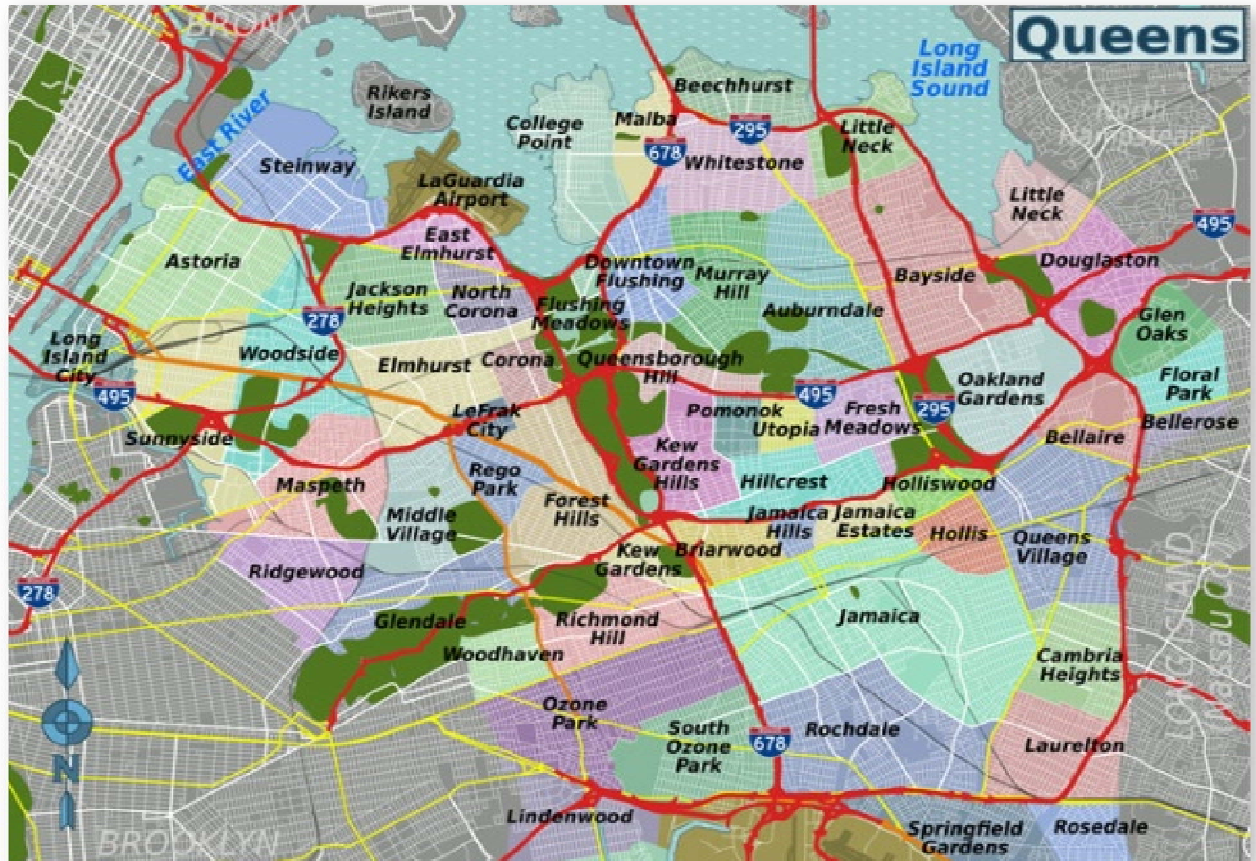 BRONX
Queens
Long
Island
Sound
East River
Rikers
Island
Beechhurst
College
Point
Malba
295
678
Little
Neck
Whitestone
Steinway
LaGuardia
Airport
Little
Neck
495
East
Elmhurst
Astoria
Downtown
Flushing
Murray
Hill
Bayside
Douglaston
Jackson
Heights
North
Corona
Flushing
Meadows
Auburndale
Glen
Oaks
278
Long
Island
City
Woodside
Elmhurst
Corona
Queensborough
Hill
495
495
295
Oakland
Gardens
Floral
Park
LeFrak
City
Pomonok
Utopia
Fresh
Meadows
Bellerose
Sunnyside
Bellaire
Kew
Gardens
Hills
Maspeth
Rego
Park
Hillcrest
Holliswood
Forest
Hills
Middle
Village
Jamaica
Hills
Jamaica
Estates
Hollis
Queens
Village
Kew
Gardens
Briarwood
Ridgewood
278
Glendale
Richmond
Hill
Jamaica
Woodhaven
Cambria
Heights
LONG ISLAND
Nassau Co.
Ozone
Park
South
Ozone
Park
678
Rochdale
Laurelton
N
Lindenwood
Springfield
Gardens
Rosedale
BROOKLYN